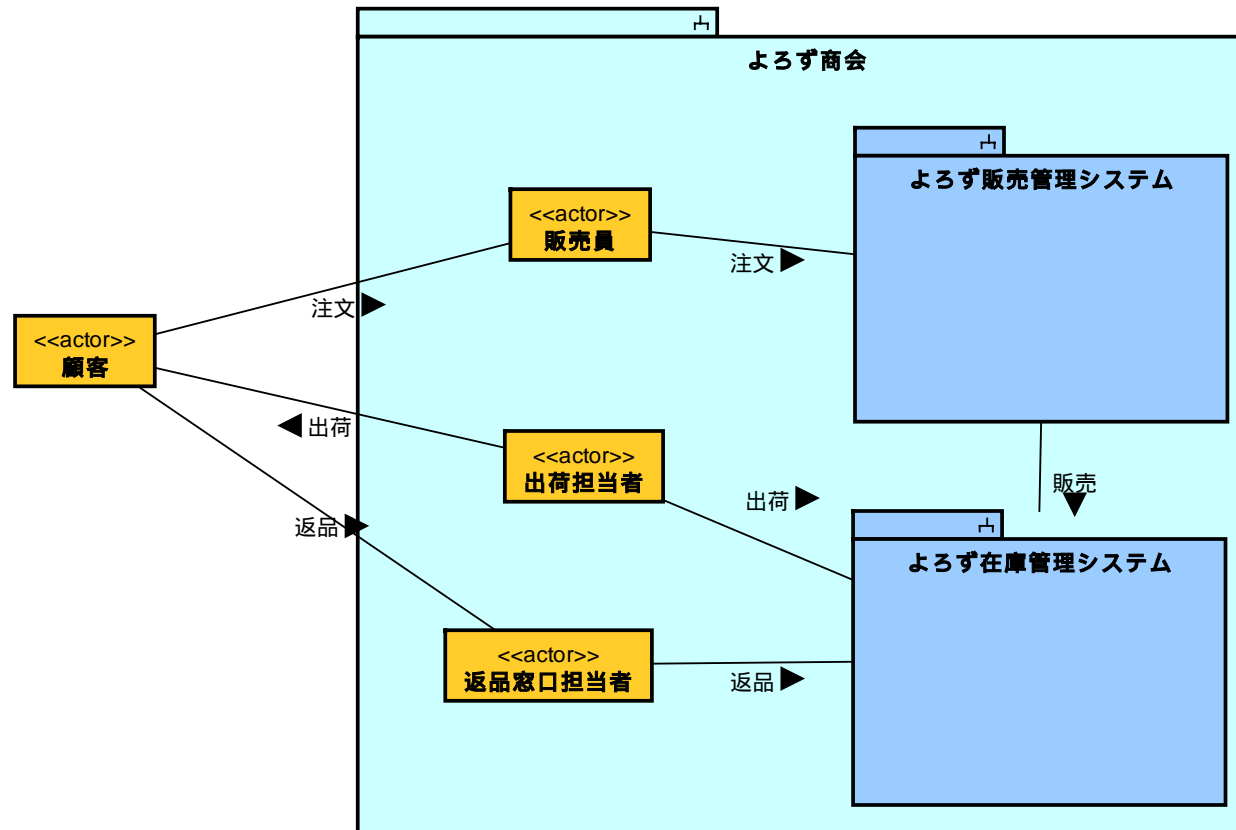 よろず商会
よろず販売管理システム
<<actor>>
販売員
注文
注文
<<actor>>
顧客
出荷
<<actor>>
出荷担当者
出荷
販売
返品
よろず在庫管理システム
<<actor>>
返品窓口担当者
返品